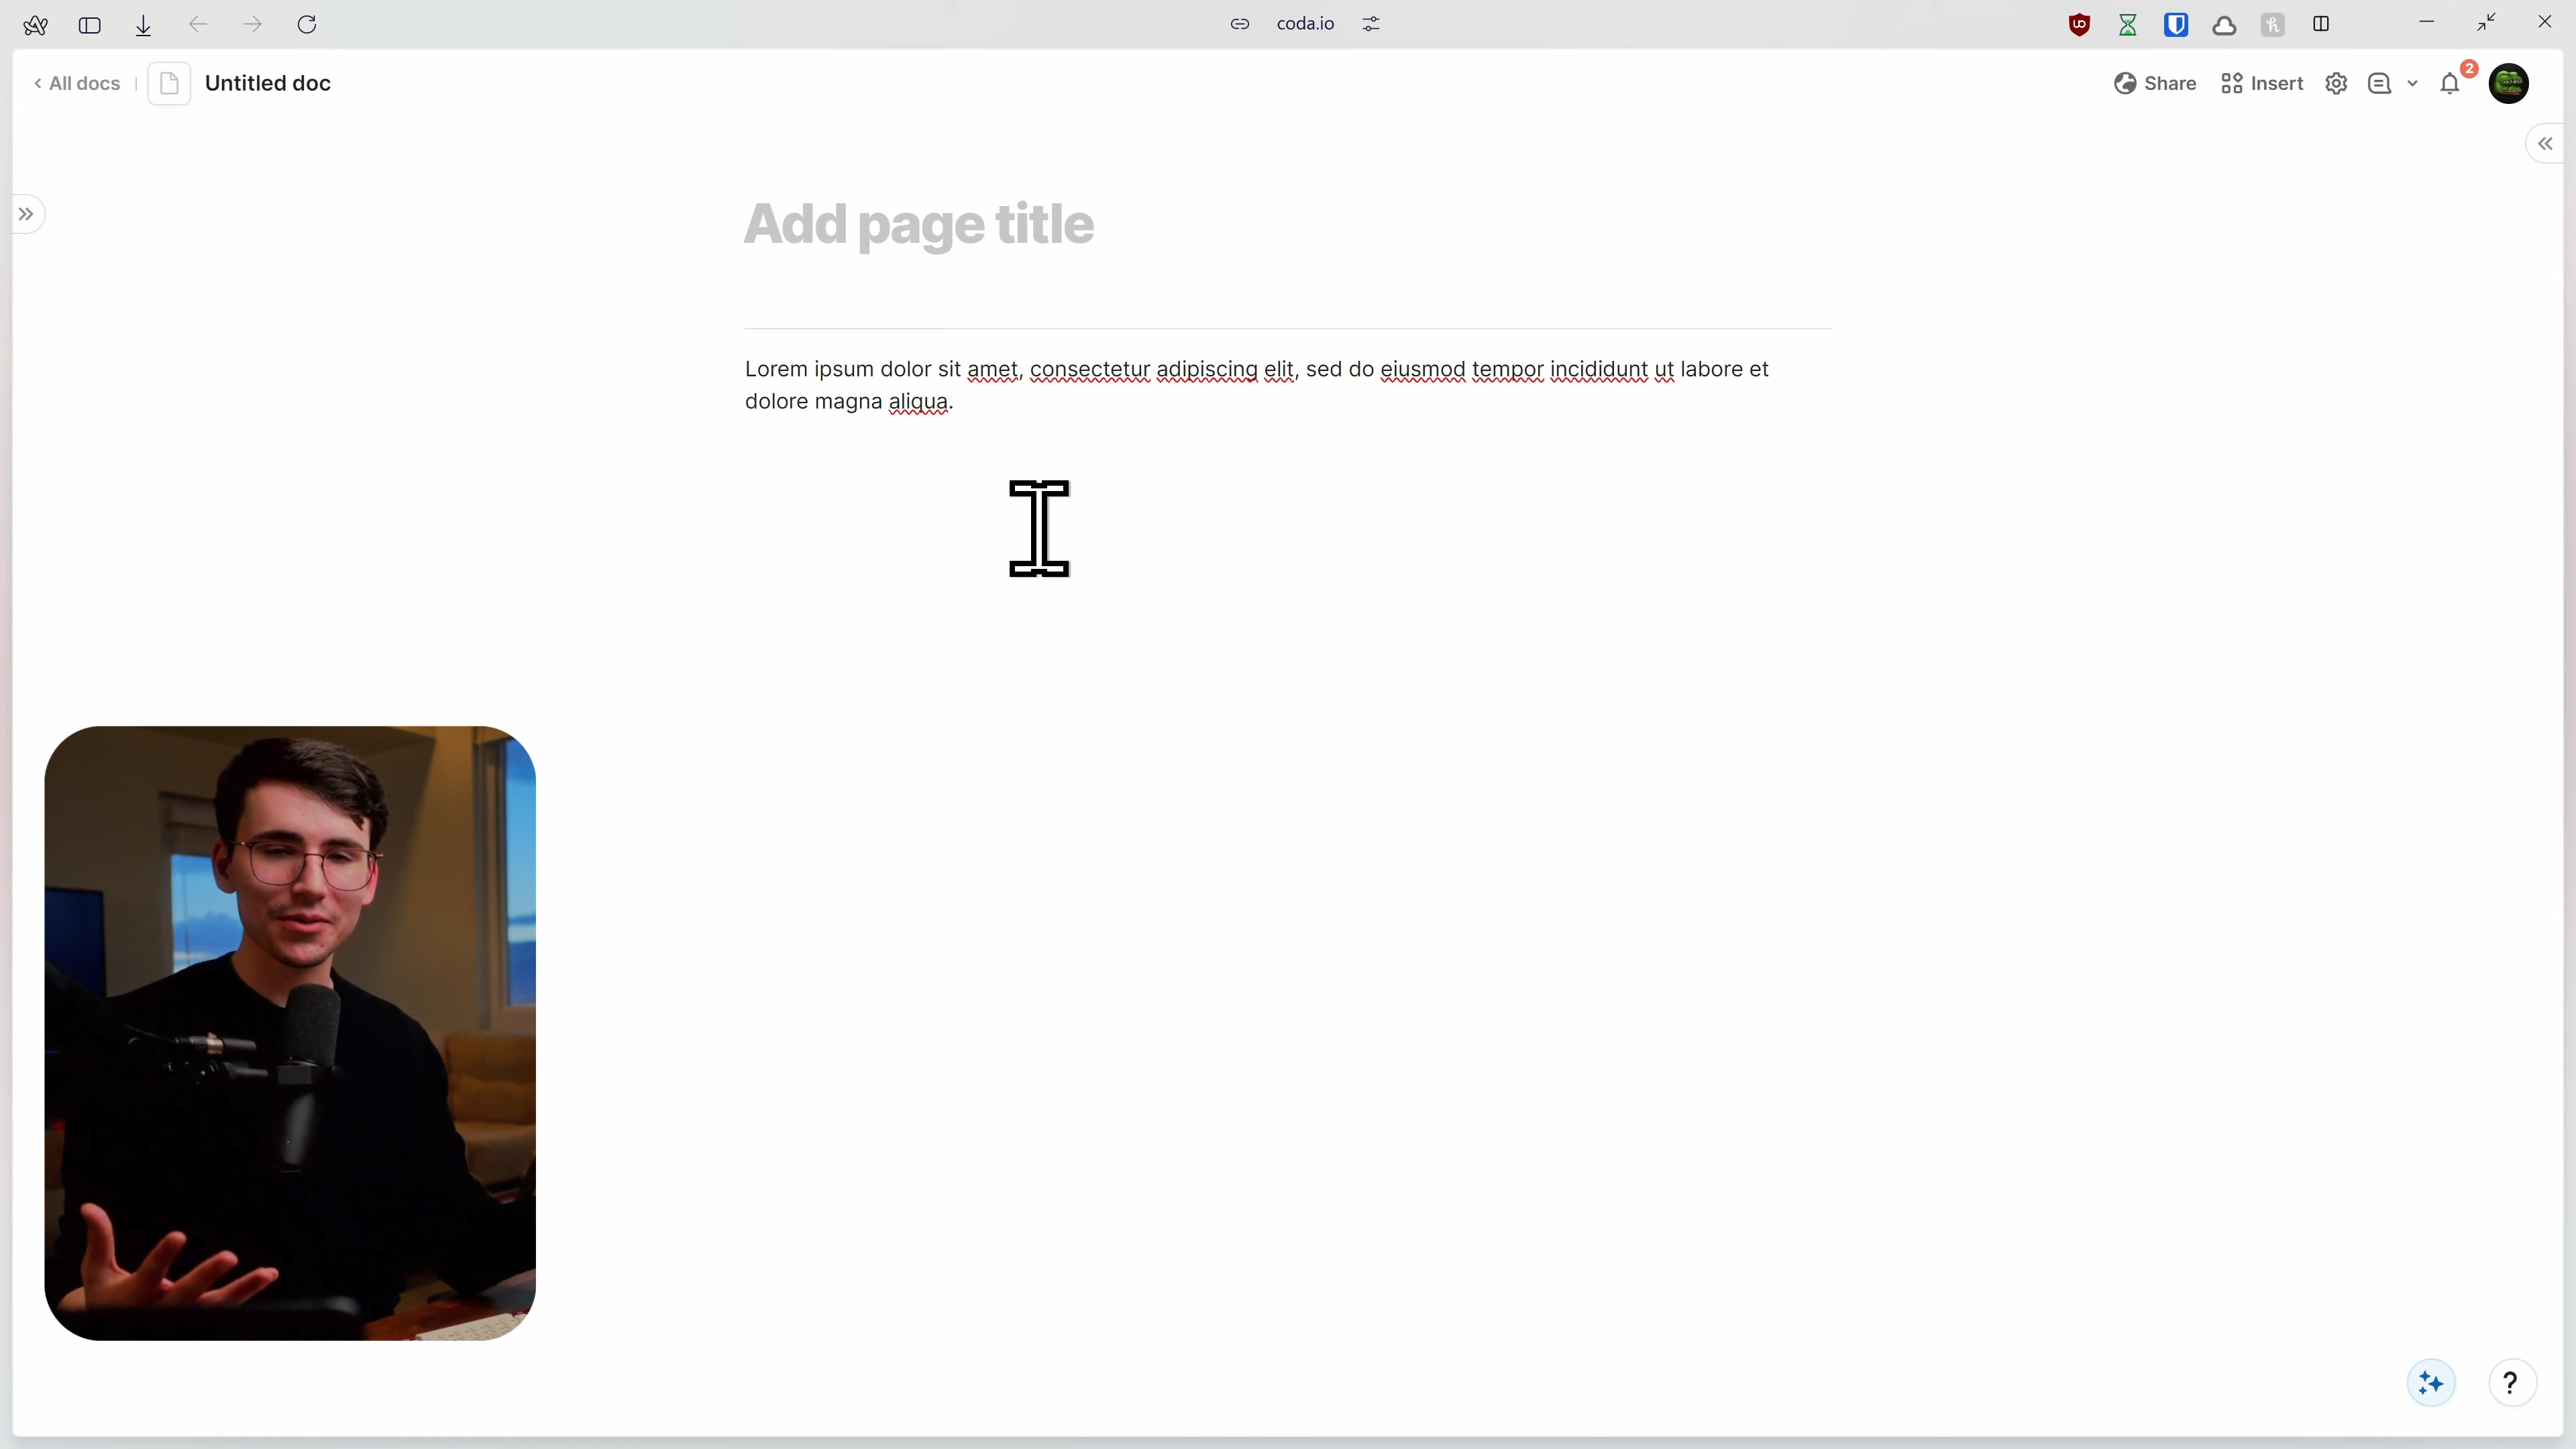 coda.io
All docs
Untitled doc
Share
Insert
2
Add page title
Lorem ipsum dolor sit amet, consectetur adipiscing elit, sed do eiusmod tempor incididunt ut labore et
dolore magna aliqua.
?